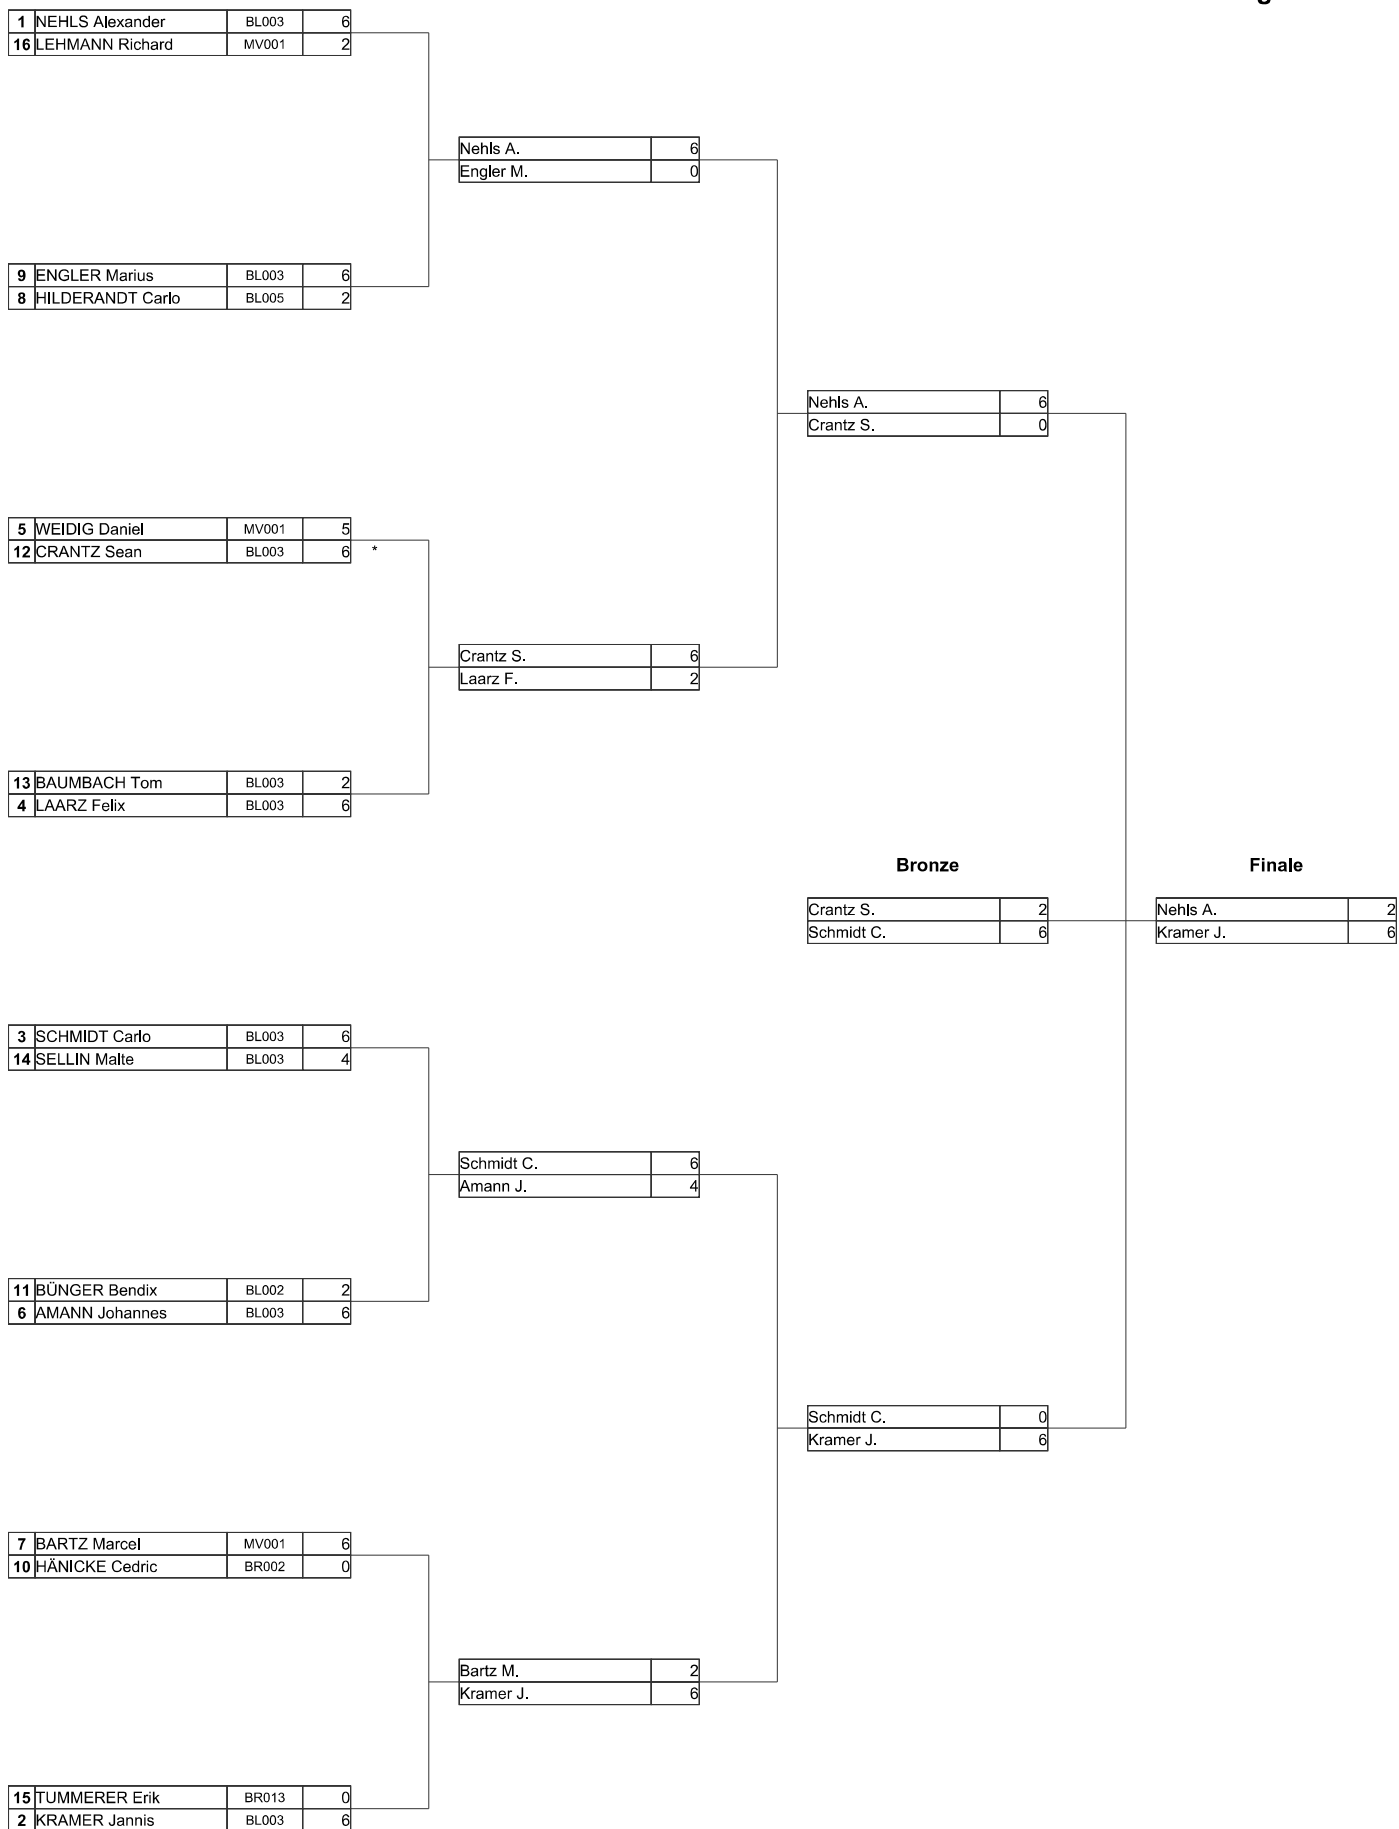 1 NEHLS Alexander BL003 6
16 LEHMANN Richard MV001 2
Nehls A. 6
Engler M. 0
9 ENGLER Marius BL003 6
8 HILDERANDT Carlo BL005 2
Nehls A. 6
Crantz S. 0
5 WEIDIG Daniel MV001 5
12 CRANTZ Sean BL003 6 *
Crantz S. 6
Laarz F. 2
13 BAUMBACH Tom BL003 2
4 LAARZ Felix BL003 6
Bronze Finale
Crantz S. 2 Nehls A. 2
Schmidt C. 6 Kramer J. 6
3 SCHMIDT Carlo BL003 6
14 SELLIN Malte BL003 4
Schmidt C. 6
Amann J. 4
11 BÜNGER Bendix BL002 2
6 AMANN Johannes BL003 6
Schmidt C. 0
Kramer J. 6
7 BARTZ Marcel MV001 6
10 HÄNICKE Cedric BR002 0
Bartz M. 2
Kramer J. 6
15 TUMMERER Erik BR013 0
2 KRAMER Jannis BL003 6